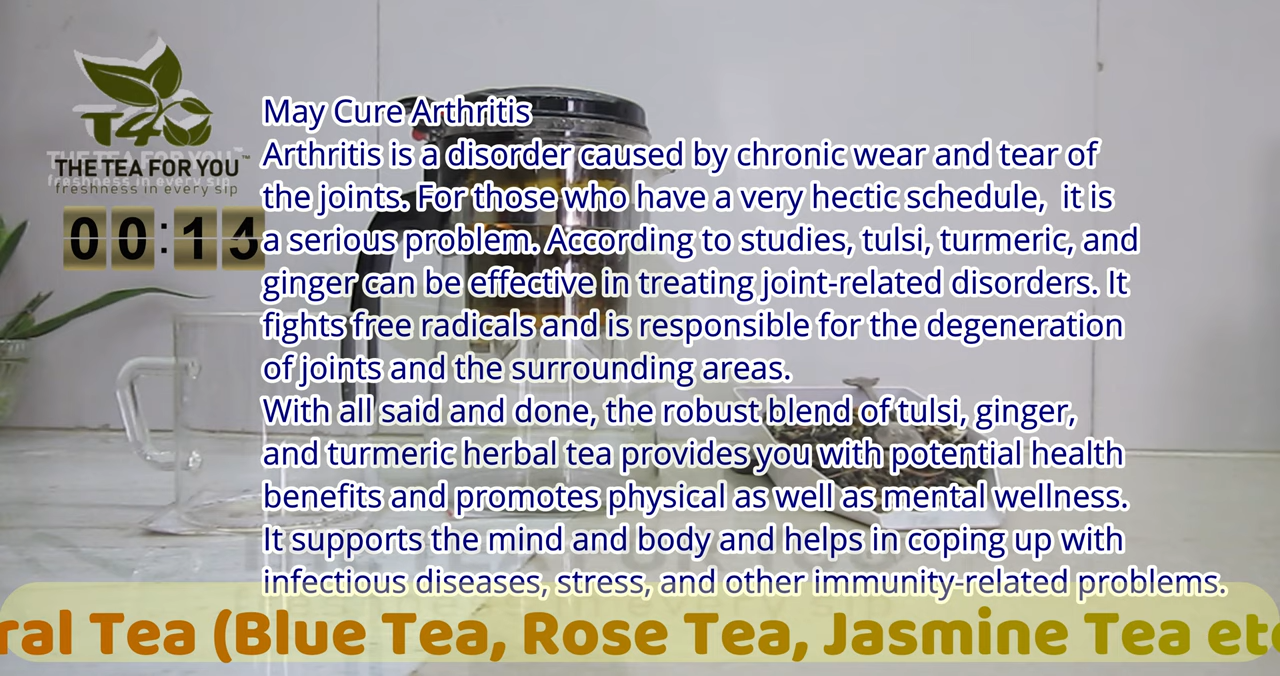 T4U
THE TEA FOR YOU™
freshness in every sip
00:14
May Cure Arthritis
Arthritis is a disorder caused by chronic wear and tear of
the joints. For those who have a very hectic schedule, it is
a serious problem. According to studies, tulsi, turmeric, and
ginger can be effective in treating joint-related disorders. It
fights free radicals and is responsible for the degeneration
of joints and the surrounding areas.
With all said and done, the robust blend of tulsi, ginger,
and turmeric herbal tea provides you with potential health
benefits and promotes physical as well as mental wellness.
It supports the mind and body and helps in coping up with
infectious diseases, stress, and other immunity-related problems.
ral Tea (Blue Tea, Rose Tea, Jasmine Tea etc